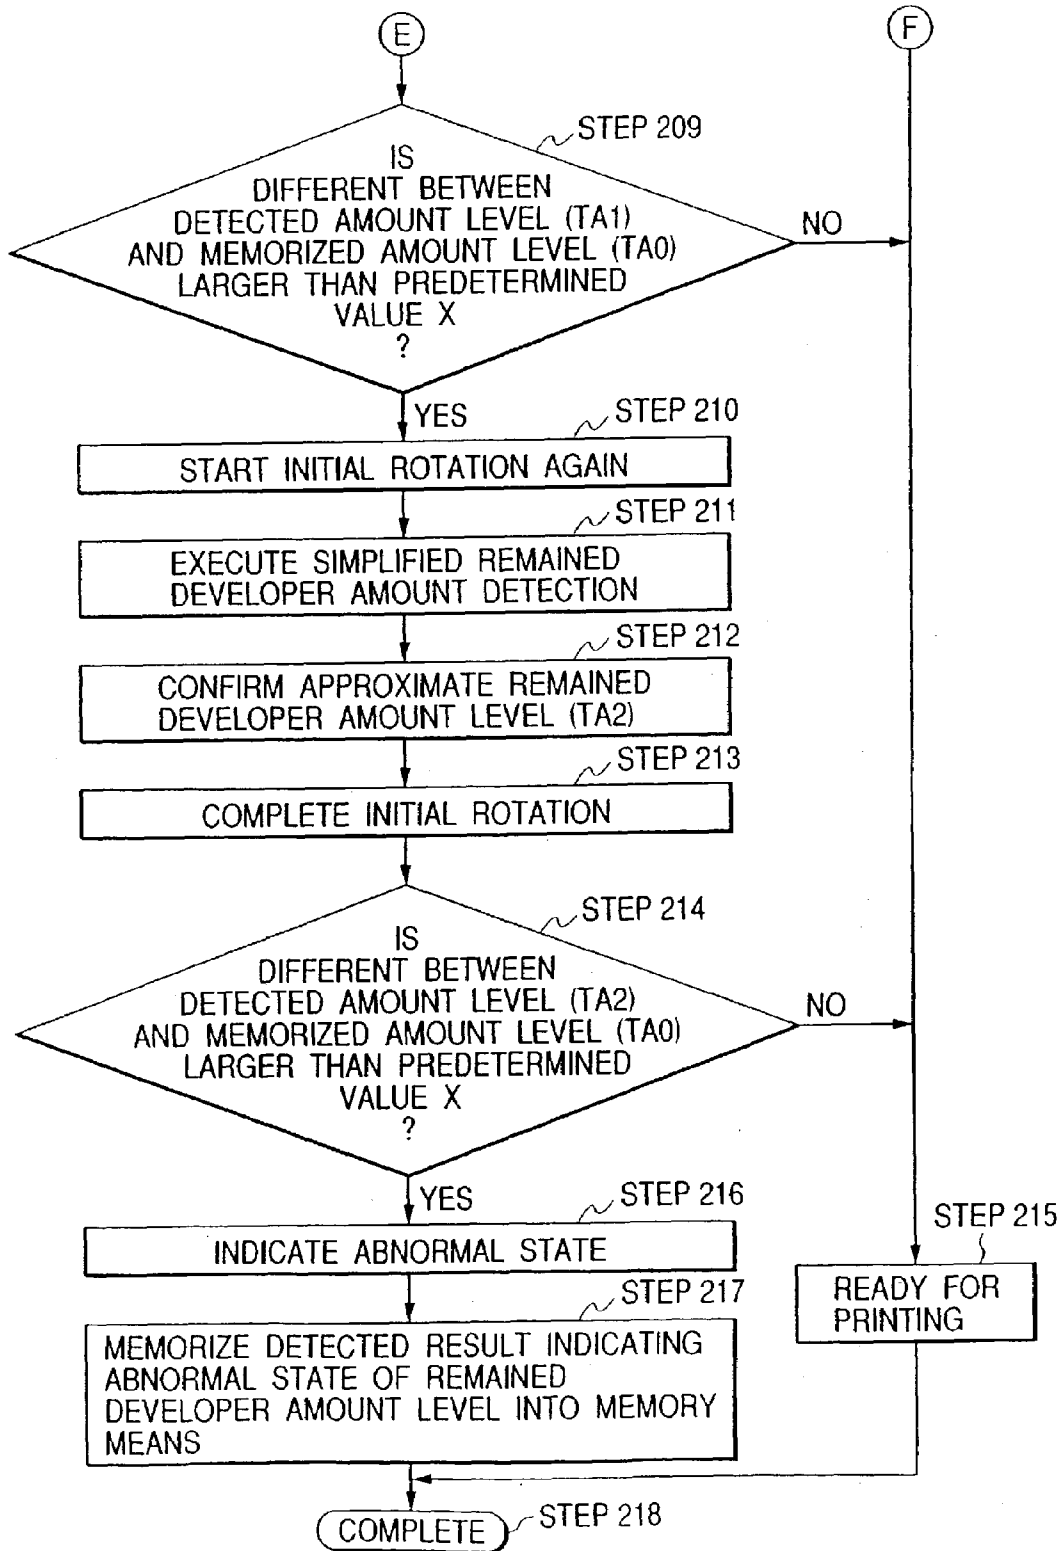 E
F
STEP 209
IS
DIFFERENT BETWEEN
DETECTED AMOUNT LEVEL (TA1)
AND MEMORIZED AMOUNT LEVEL (TA0)
LARGER THAN PREDETERMINED
VALUE X
?
NO
YES
STEP 210
START INITIAL ROTATION AGAIN
STEP 211
EXECUTE SIMPLIFIED REMAINED
DEVELOPER AMOUNT DETECTION
STEP 212
CONFIRM APPROXIMATE REMAINED
DEVELOPER AMOUNT LEVEL (TA2)
STEP 213
COMPLETE INITIAL ROTATION
STEP 214
IS
DIFFERENT BETWEEN
DETECTED AMOUNT LEVEL (TA2)
AND MEMORIZED AMOUNT LEVEL (TA0)
LARGER THAN PREDETERMINED
VALUE X
?
NO
YES
STEP 216
INDICATE ABNORMAL STATE
STEP 215
READY FOR
PRINTING
STEP 217
MEMORIZE DETECTED RESULT INDICATING
ABNORMAL STATE OF REMAINED
DEVELOPER AMOUNT LEVEL INTO MEMORY
MEANS
COMPLETE
STEP 218